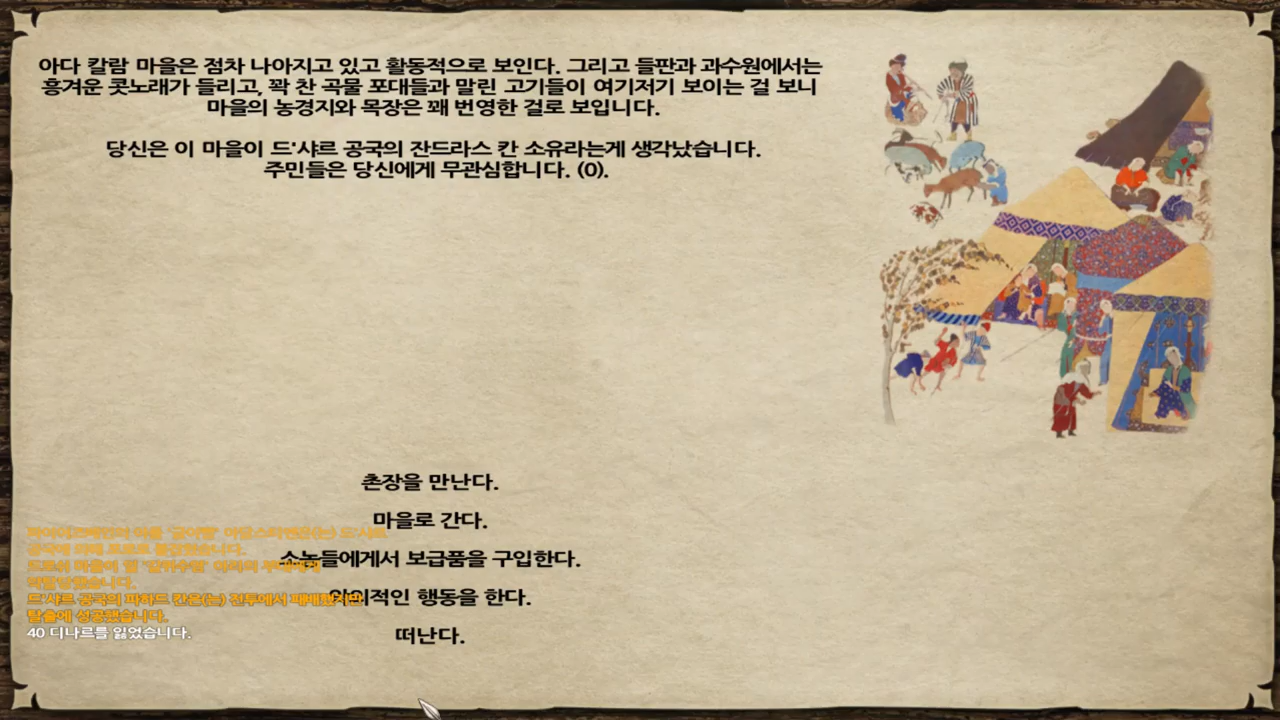 아다 칼람 마을은 점차 나아지고 있고 활동적으로 보인다. 그리고 들판과 과수원에서는
흥겨운 콧노래가 들리고, 꽉 찬 곡물 포대들과 말린 고기들이 여기저기 보이는 걸 보니
마을의 농경지와 목장은 꽤 번영한 걸로 보입니다.
당신은 이 마을이 드'샤르 공국의 잔드라스 칸 소유라는게 생각났습니다.
주민들은 당신에게 무관심합니다. (0).
촌장을 만난다.
마을로 간다.
소농들에게서 보급품을 구입한다.
적인 행동을 한다.
떠난다.
공국에 의해 포로로 붙잡혔습니다.
약탈당했습니다.
드'샤르 공국의 파하드 칸은(는) 전투에서 패배했지만
탈출에 성공했습니다.
40 디나르를 잃었습니다.